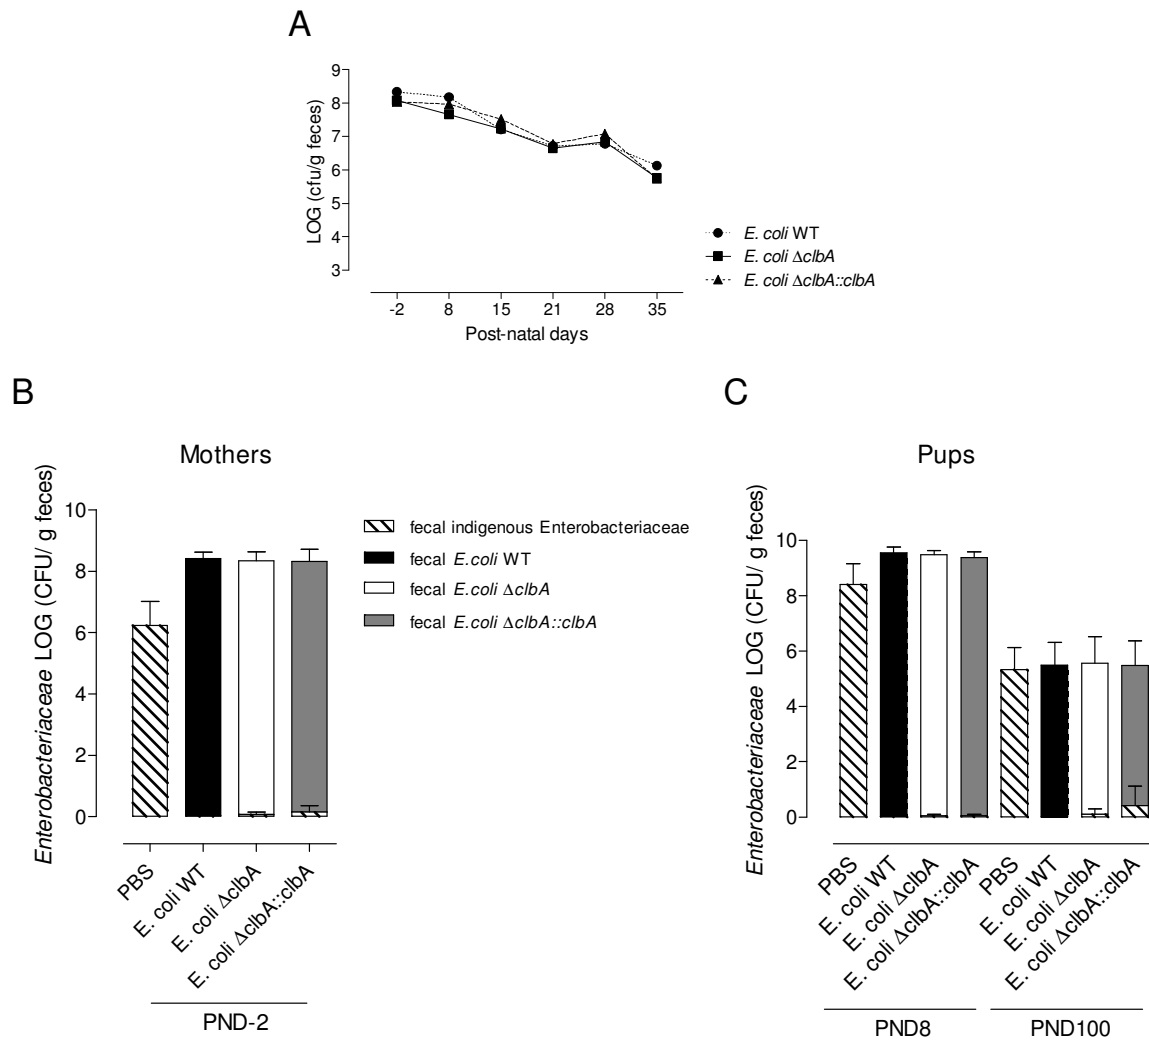 A
LOG (cfu/g feces)
9
8
7
6
5
4
3
-2 8 15 21 28 35
Post-natal days
E. coli WT
E. coli ΔclbA
E. coli ΔclbA::clbA
B
Mothers
Enterobacteriaceae LOG (CFU/ g feces)
10
8
6
4
2
0
PBS
E. coli WT
E. coli ΔclbA
E. coli ΔclbA::clbA
PND-2
fecal indigenous Enterobacteriaceae
fecal E.coli WT
fecal E.coli ΔclbA
fecal E.coli ΔclbA::clbA
C
Pups
Enterobacteriaceae LOG (CFU/ g feces)
10
8
6
4
2
0
PBS
E. coli WT
E. coli ΔclbA
E. coli ΔclbA::clbA
PBS
E. coli WT
E. coli ΔclbA
E. coli ΔclbA::clbA
PND8
PND100